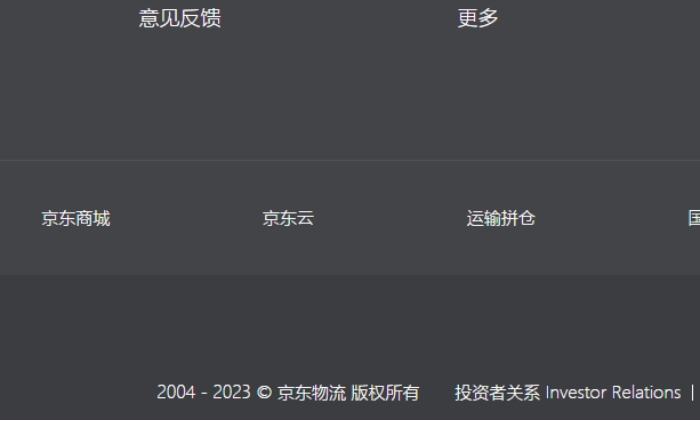 意见反馈 更多
京东商城 京东云 运输拼仓
2004 - 2023 © 京东物流 版权所有 投资者关系 Investor Relations |